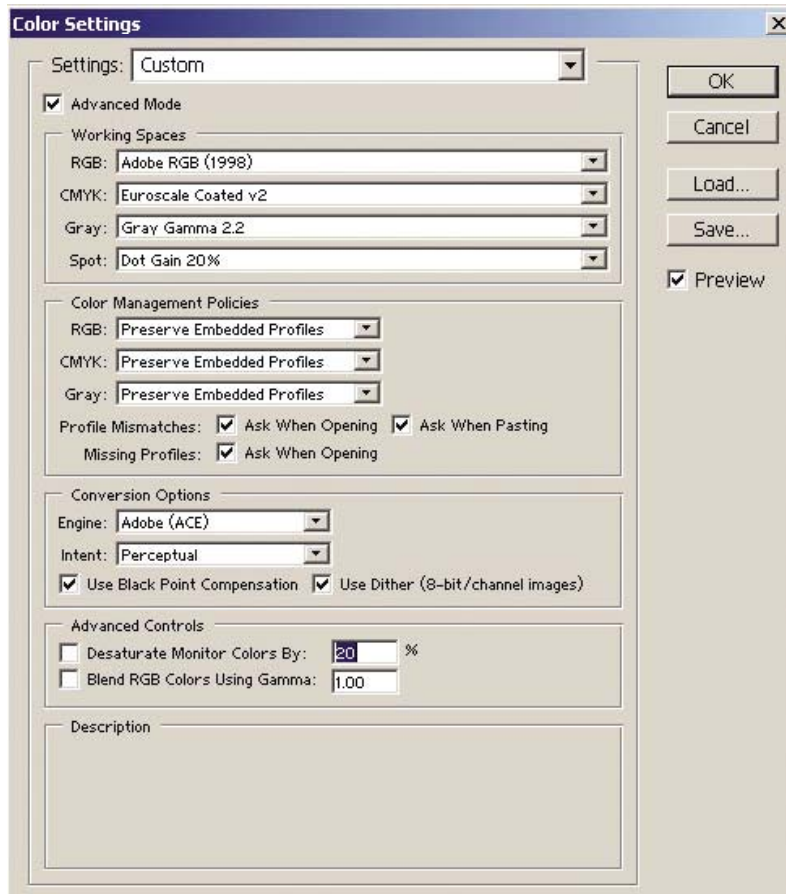 Color Settings
Settings: Custom
OK
Advanced Mode
Cancel
Working Spaces
RGB: Adobe RGB (1998)
CMYK: Euroscale Coated v2
Load...
Gray: Gray Gamma 2.2
Save...
Spot: Dot Gain 20%
Preview
Color Management Policies
RGB: Preserve Embedded Profiles
CMYK: Preserve Embedded Profiles
Gray: Preserve Embedded Profiles
Profile Mismatches: Ask When Opening Ask When Pasting
Missing Profiles: Ask When Opening
Conversion Options
Engine: Adobe (ACE)
Intent: Perceptual
Use Black Point Compensation Use Dither (8-bit/channel images)
Advanced Controls
Desaturate Monitor Colors By: 20 %
Blend RGB Colors Using Gamma: 1.00
Description